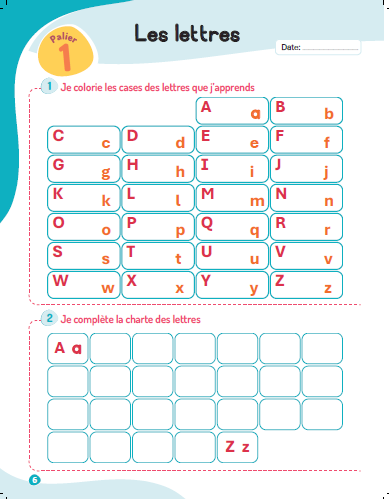 Palier
1
Les lettres
Date:
1 Je colorie les cases des lettres que j'apprends
A a B b
C c D d E e F f
G g H h I i J j
K k L l M m N n
O o P p Q q R r
S s T t U u V v
W w X x Y y Z z
2 Je complète la charte des lettres
A a
Z z
6